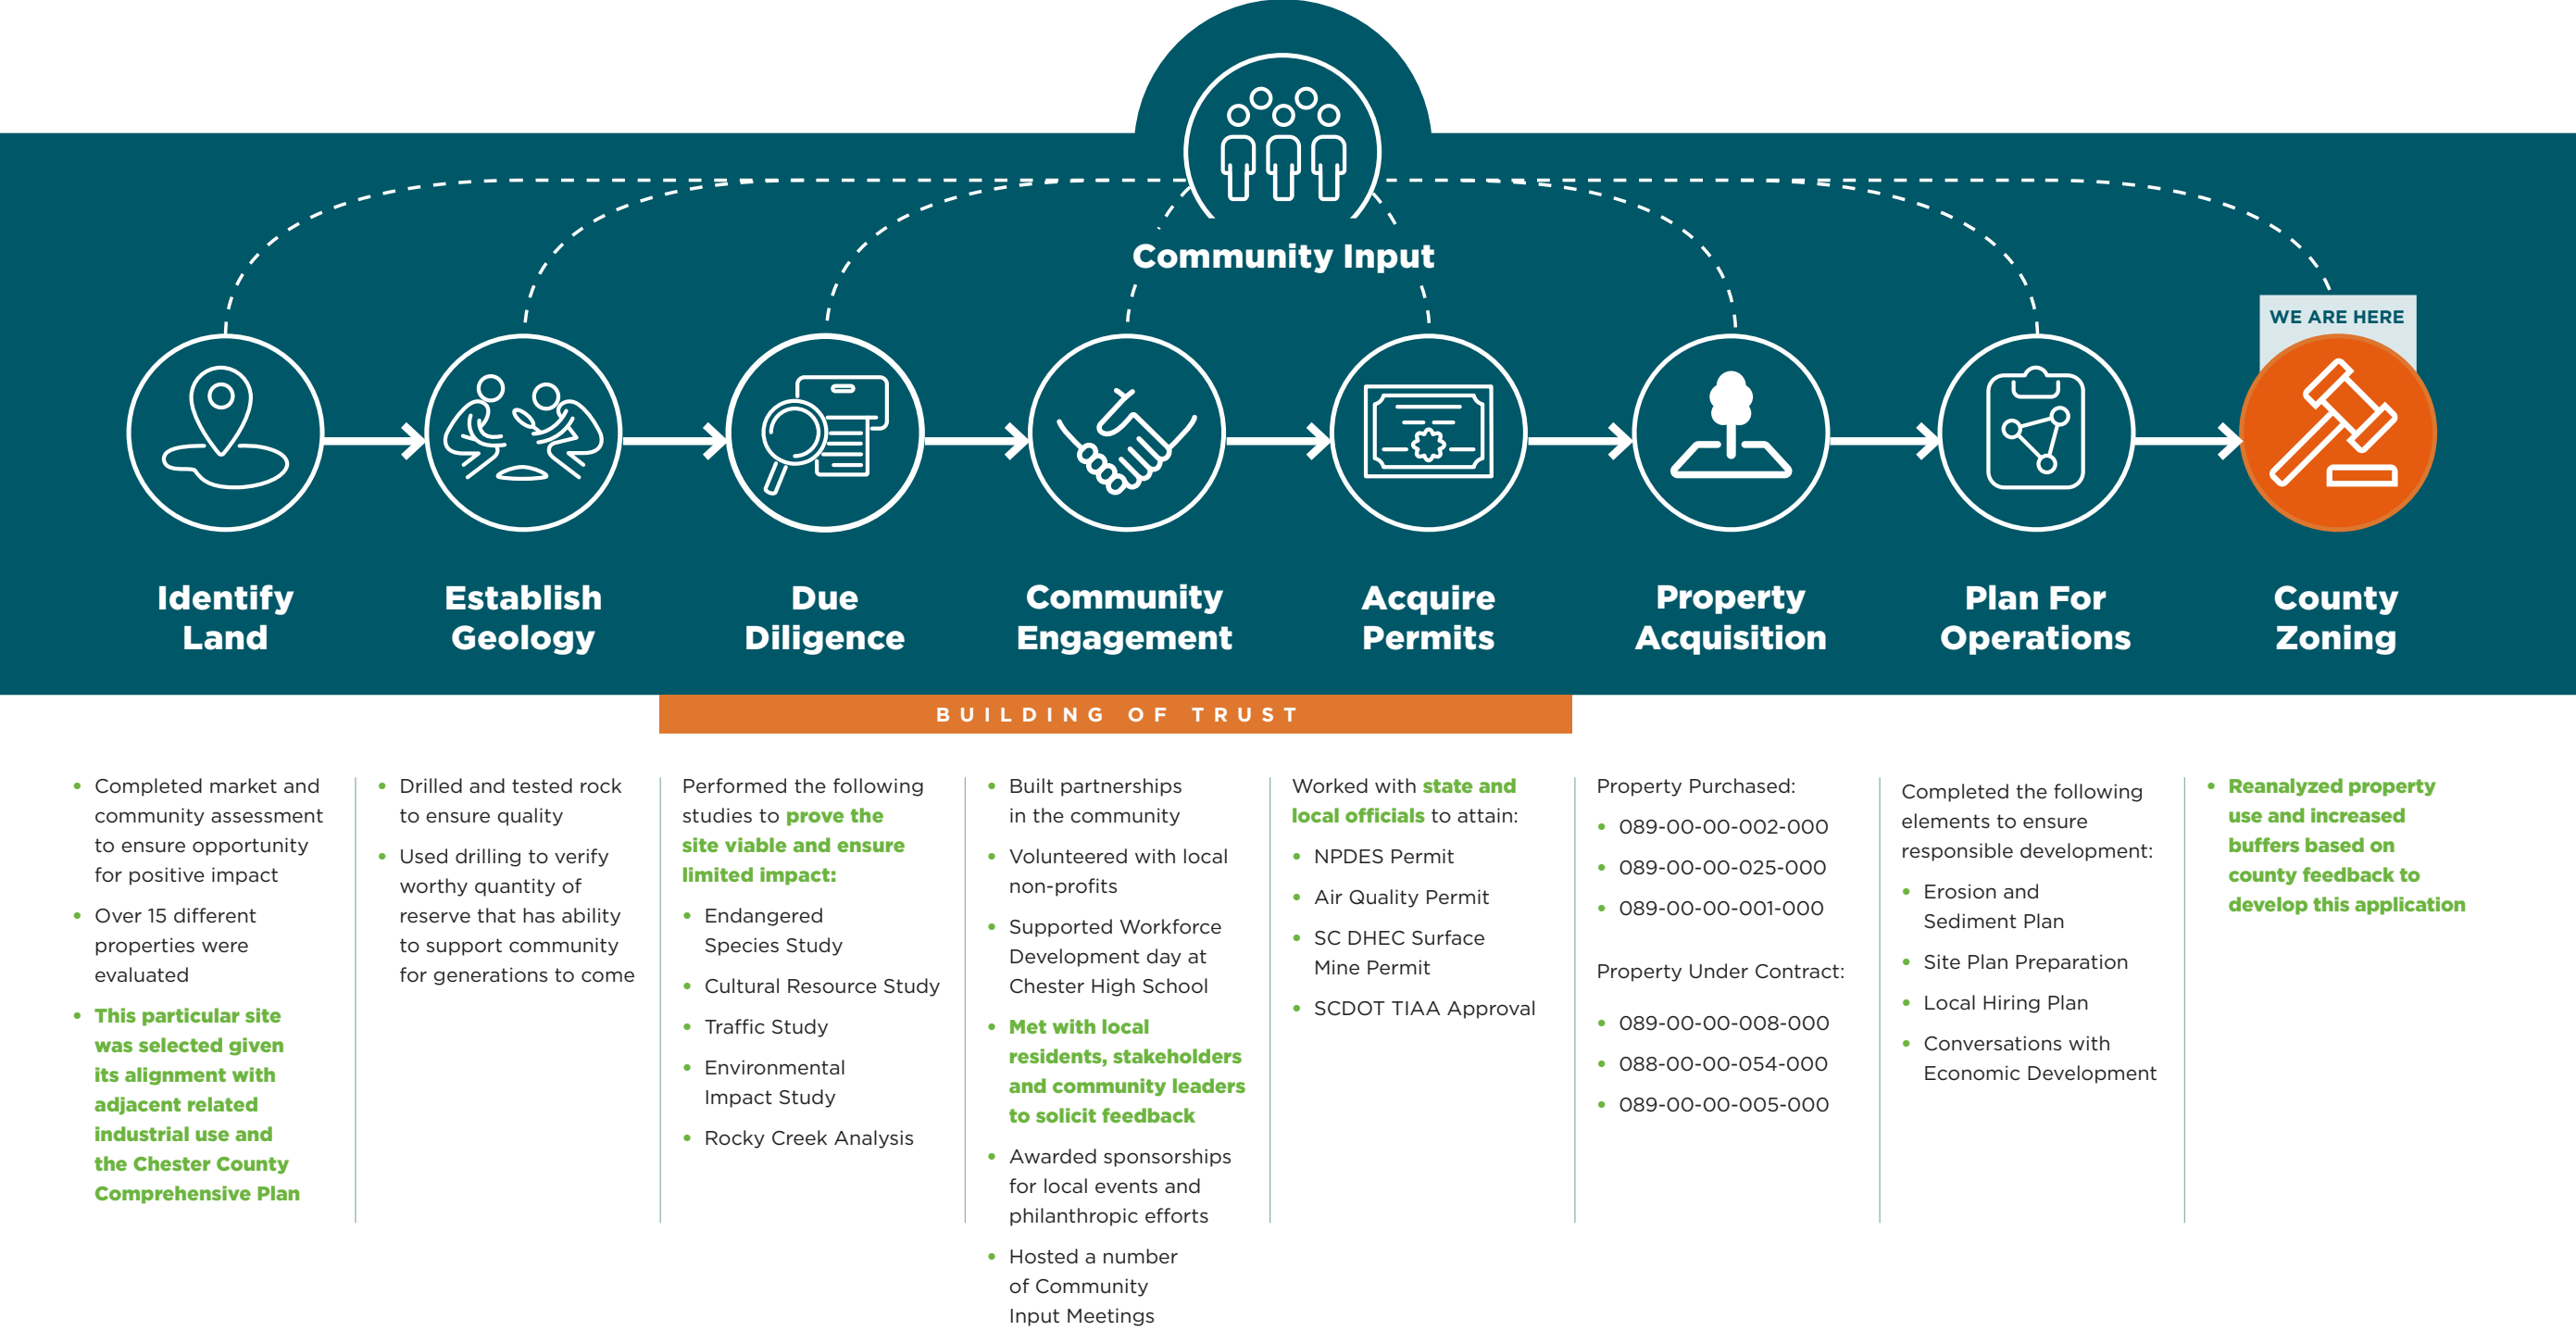 Community Input
WE ARE HERE
Identify
Land
Establish
Geology
Due
Diligence
Community
Engagement
Acquire
Permits
Property
Acquisition
Plan For
Operations
County
Zoning
BUILDING OF TRUST
• Completed market and
community assessment
to ensure opportunity
for positive impact
• Over 15 different
properties were
evaluated
• This particular site
was selected given
its alignment with
adjacent related
industrial use and
the Chester County
Comprehensive Plan
• Drilled and tested rock
to ensure quality
• Used drilling to verify
worthy quantity of
reserve that has ability
to support community
for generations to come
Performed the following
studies to prove the
site viable and ensure
limited impact:
• Endangered
Species Study
• Cultural Resource Study
• Traffic Study
• Environmental
Impact Study
• Rocky Creek Analysis
• Built partnerships
in the community
• Volunteered with local
non-profits
• Supported Workforce
Development day at
Chester High School
• Met with local
residents, stakeholders
and community leaders
to solicit feedback
• Awarded sponsorships
for local events and
philanthropic efforts
• Hosted a number
of Community
Input Meetings
Worked with state and
local officials to attain:
• NPDES Permit
• Air Quality Permit
• SC DHEC Surface
Mine Permit
• SCDOT TIAA Approval
Property Purchased:
• 089-00-00-002-000
• 089-00-00-025-000
• 089-00-00-001-000
Property Under Contract:
• 089-00-00-008-000
• 088-00-00-054-000
• 089-00-00-005-000
Completed the following
elements to ensure
responsible development:
• Erosion and
Sediment Plan
• Site Plan Preparation
• Local Hiring Plan
• Conversations with
Economic Development
• Reanalyzed property
use and increased
buffers based on
county feedback to
develop this application